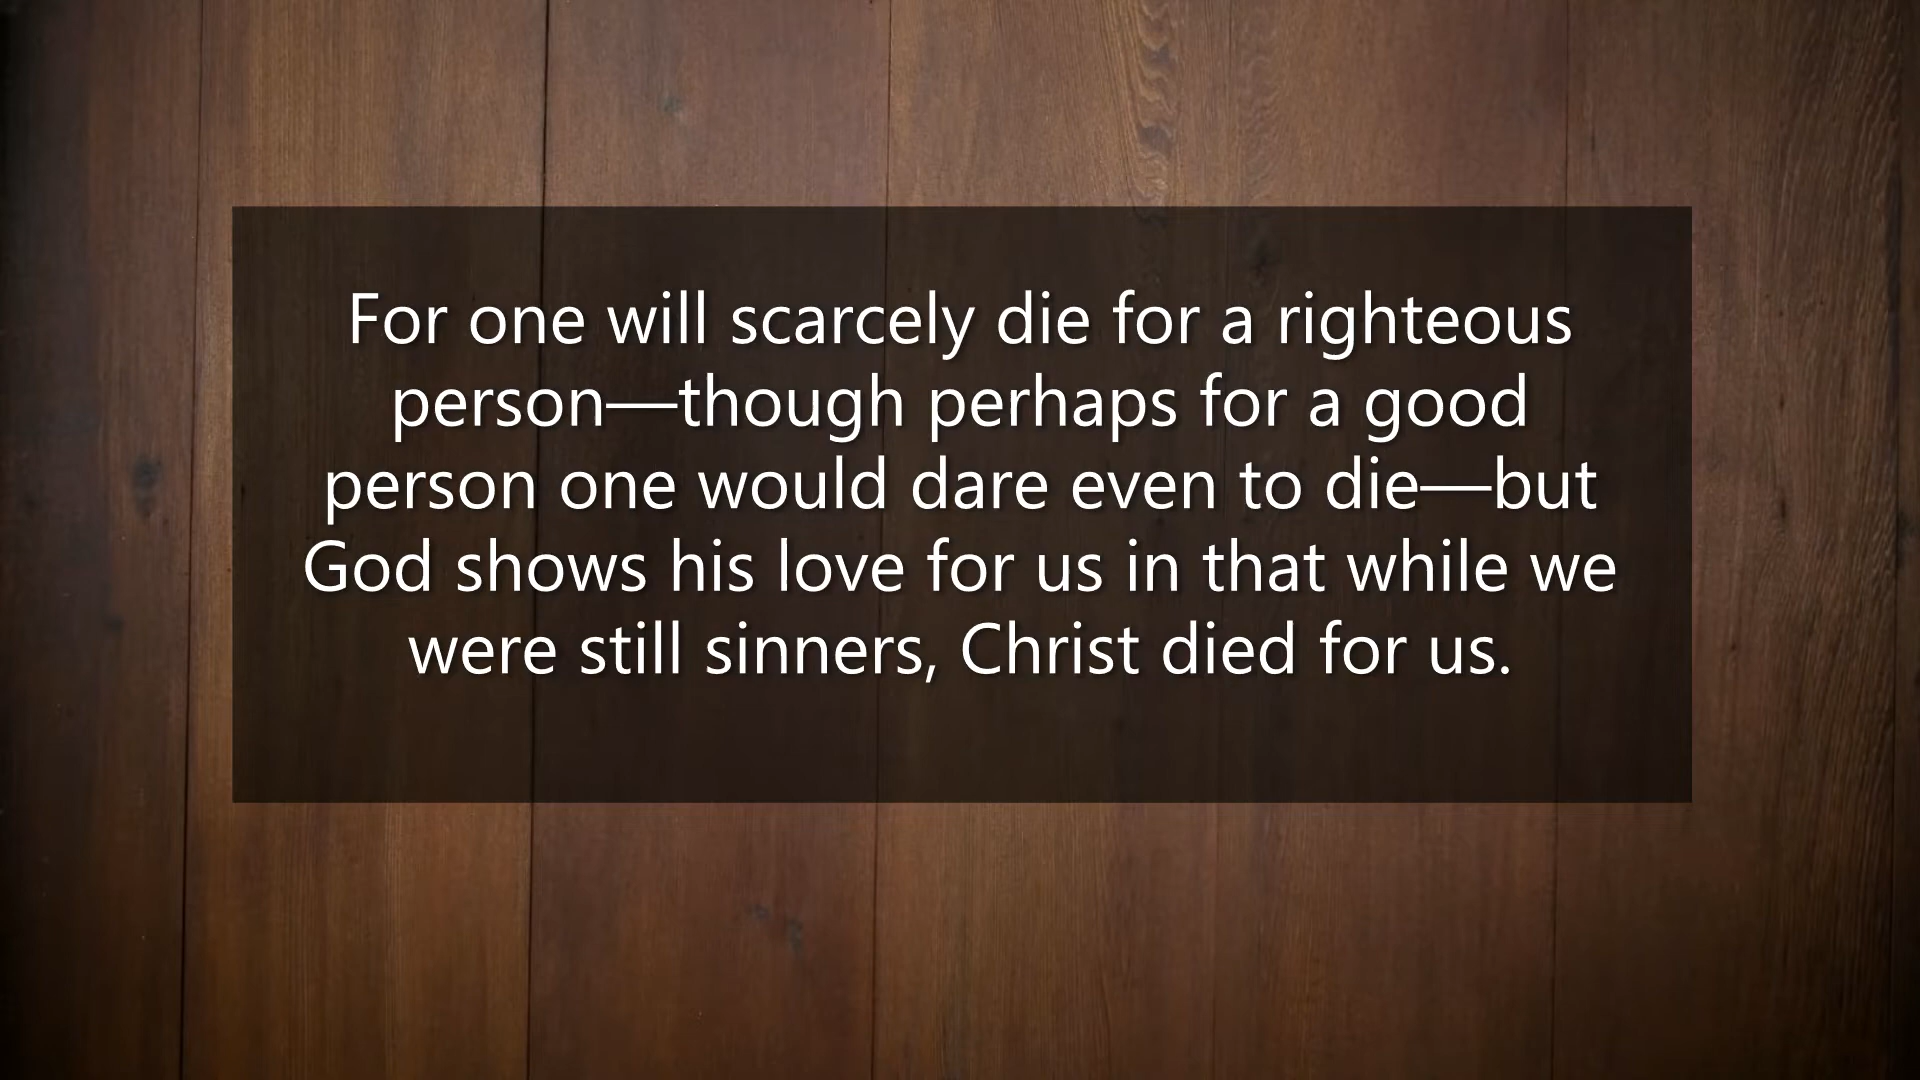 For one will scarcely die for a righteous
person—though perhaps for a good
person one would dare even to die—but
God shows his love for us in that while we
were still sinners, Christ died for us.